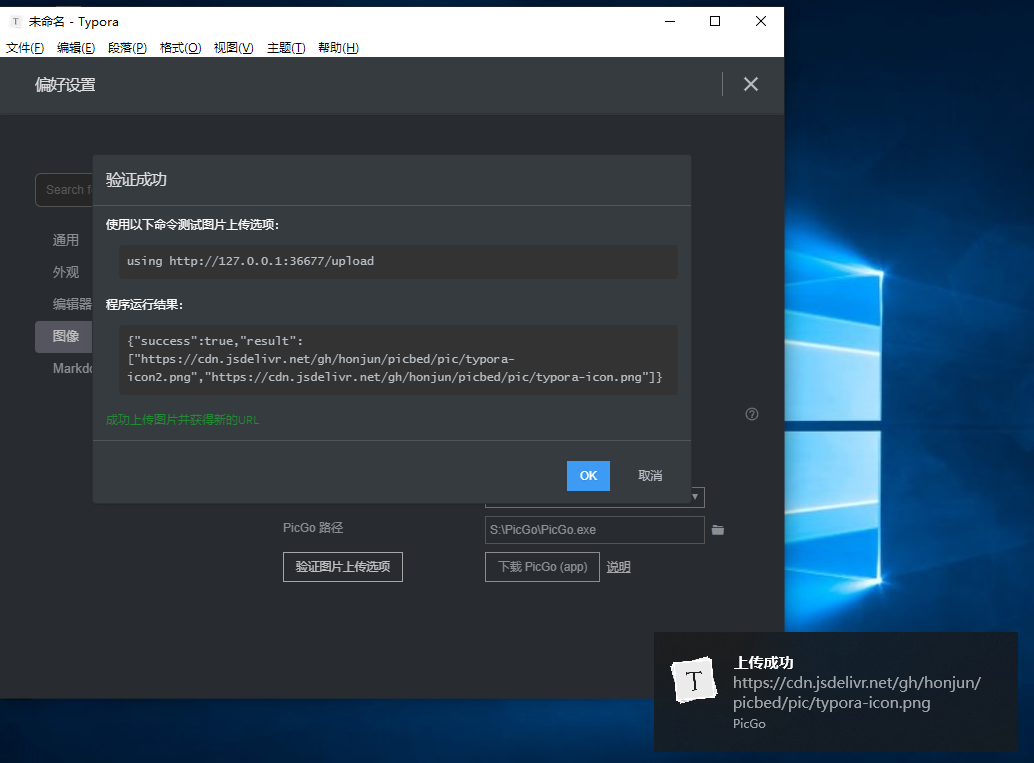 T 未命名 - Typora
文件(F) 编辑(E) 段落(P) 格式(O) 视图(V) 主题(T) 帮助(H)
偏好设置
Search f
验证成功
使用以下命令测试图片上传选项:
using http://127.0.0.1:36677/upload
通用
外观
编辑器
图像
Markdo
程序运行结果:
{"success":true,"result":
["https://cdn.jsdelivr.net/gh/honjun/picbed/pic/typora-
icon2.png","https://cdn.jsdelivr.net/gh/honjun/picbed/pic/typora-icon.png"]}
成功上传图片并获得新的URL
OK 取消
PicGo 路径 S:\PicGo\PicGo.exe
验证图片上传选项 下载 PicGo (app) 说明
T
上传成功
https://cdn.jsdelivr.net/gh/honjun/
picbed/pic/typora-icon.png
PicGo